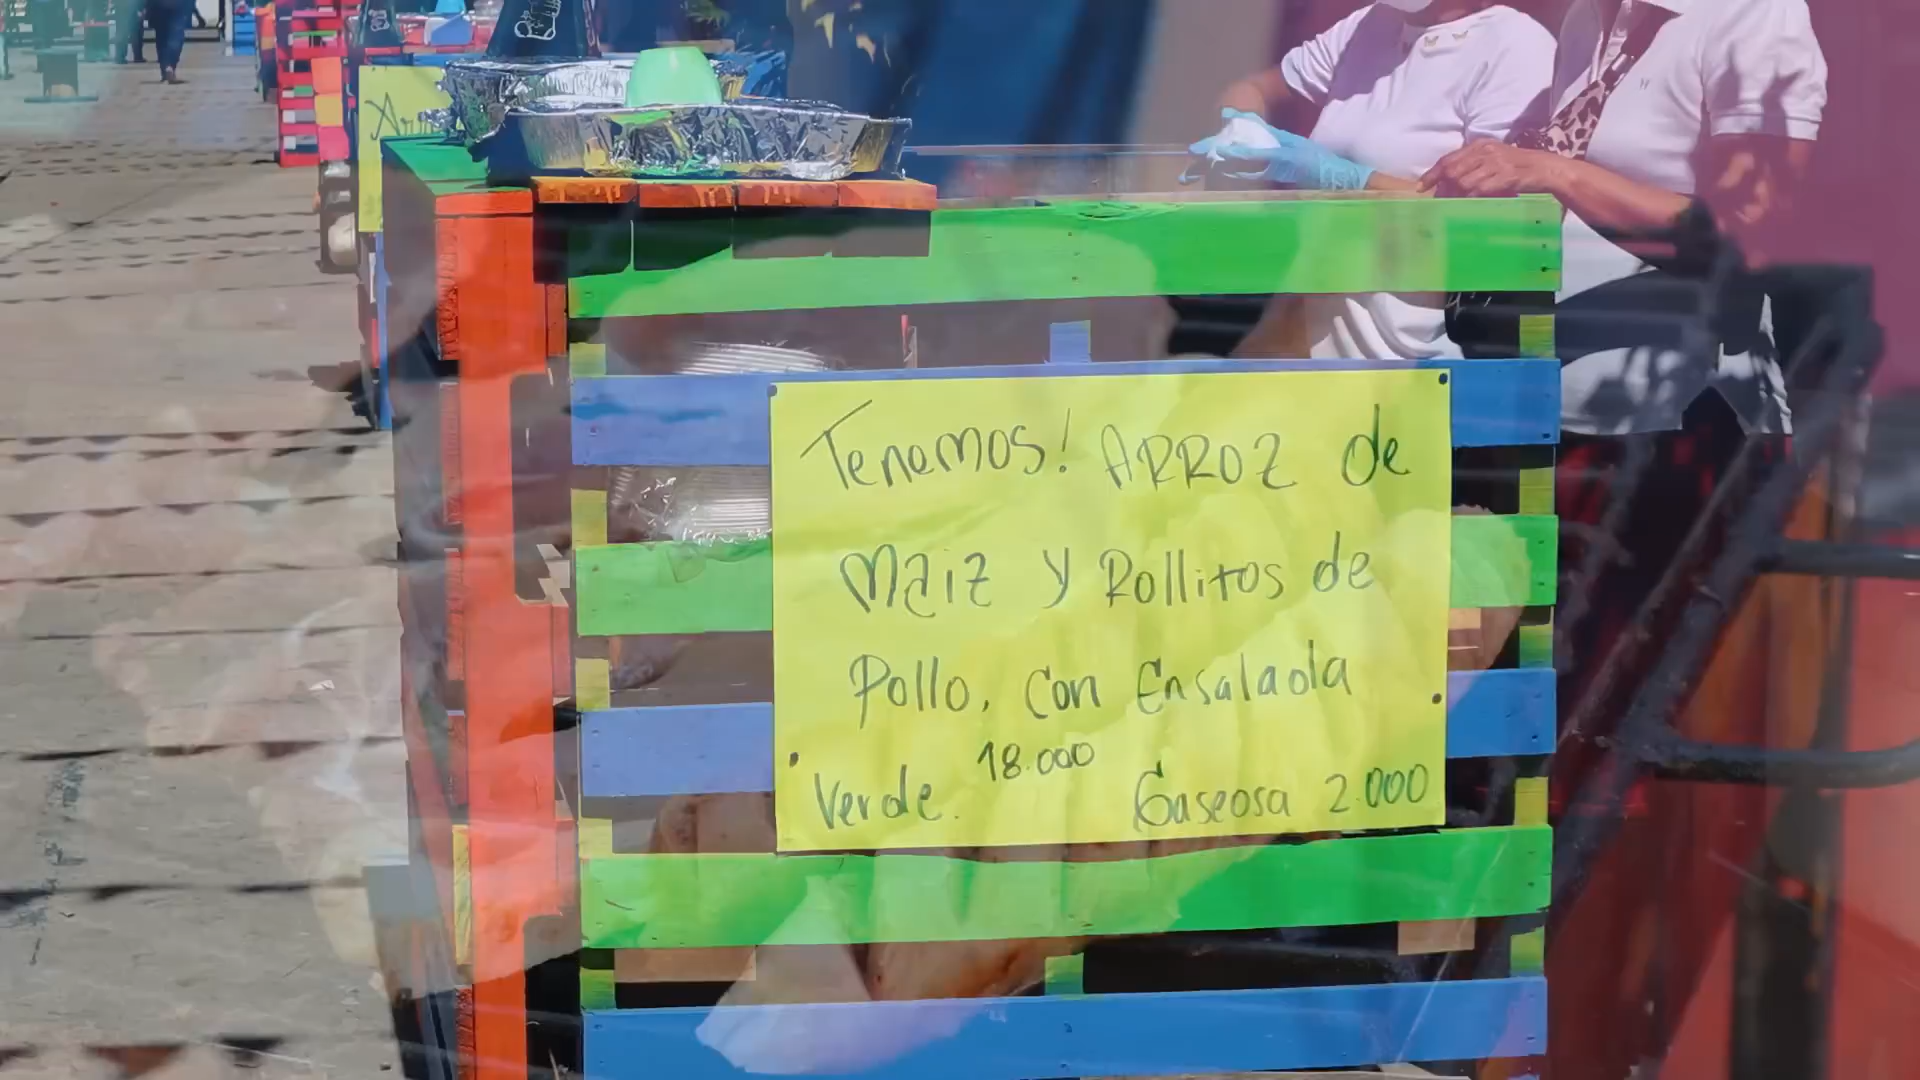 Tenemos! ARROZ de
Maiz y Rollitos de
Pollo, Con Ensalada
18.000
Verde. Gaseosa 2.000